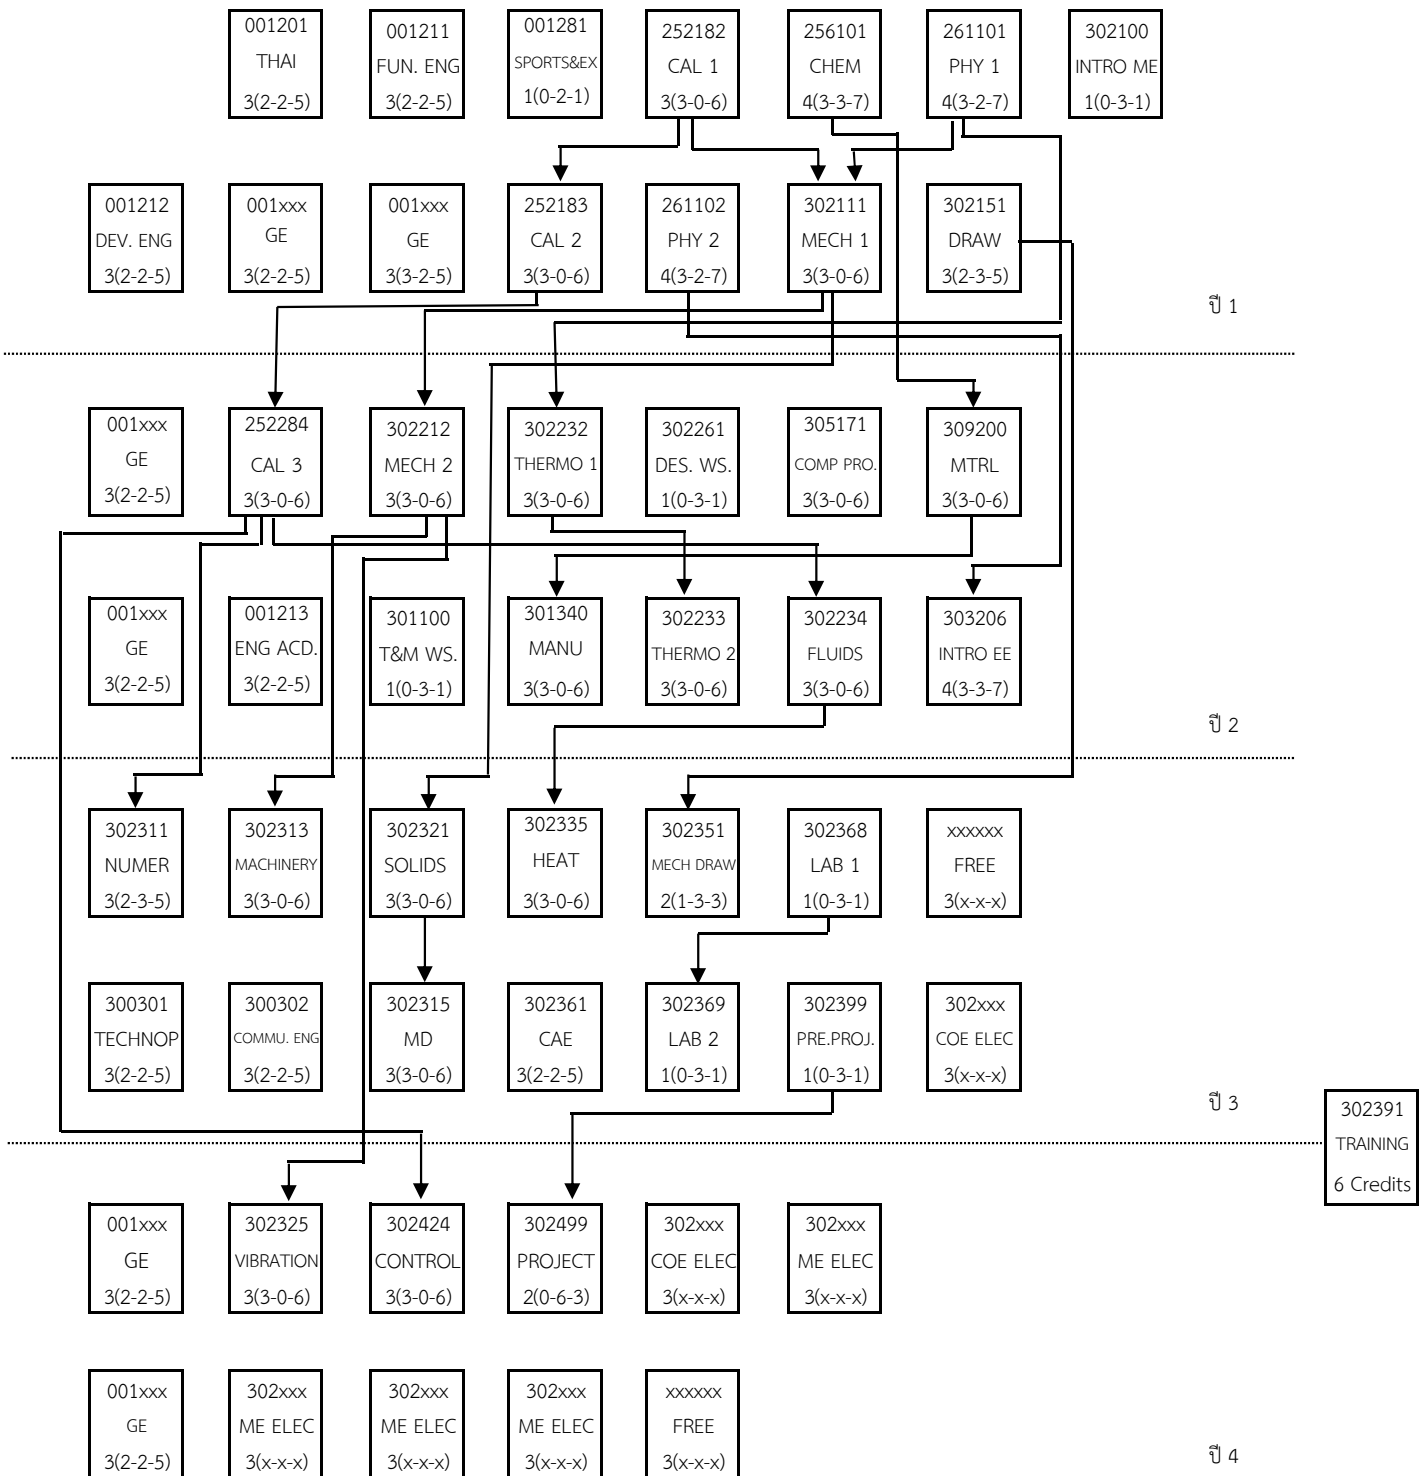 001201
THAI
3(2-2-5)
001211
FUN. ENG
3(2-2-5)
001281
SPORTS&EX
1(0-2-1)
252182
CAL 1
3(3-0-6)
256101
CHEM
4(3-3-7)
261101
PHY 1
4(3-2-7)
302100
INTRO ME
1(0-3-1)
001212
DEV. ENG
3(2-2-5)
001xxx
GE
3(2-2-5)
001xxx
GE
3(3-2-5)
252183
CAL 2
3(3-0-6)
261102
PHY 2
4(3-2-7)
302111
MECH 1
3(3-0-6)
302151
DRAW
3(2-3-5)
ปี 1
001xxx
GE
3(2-2-5)
252284
CAL 3
3(3-0-6)
302212
MECH 2
3(3-0-6)
302232
THERMO 1
3(3-0-6)
302261
DES. WS.
1(0-3-1)
305171
COMP PRO.
3(3-0-6)
309200
MTRL
3(3-0-6)
001xxx
GE
3(2-2-5)
001213
ENG ACD.
3(2-2-5)
301100
T&M WS.
1(0-3-1)
301340
MANU
3(3-0-6)
302233
THERMO 2
3(3-0-6)
302234
FLUIDS
3(3-0-6)
303206
INTRO EE
4(3-3-7)
ปี 2
302311
NUMER
3(2-3-5)
302313
MACHINERY
3(3-0-6)
302321
SOLIDS
3(3-0-6)
302335
HEAT
3(3-0-6)
302351
MECH DRAW
2(1-3-3)
302368
LAB 1
1(0-3-1)
xxxxxx
FREE
3(x-x-x)
300301
TECHNOP
3(2-2-5)
300302
COMMU. ENG
3(2-2-5)
302315
MD
3(3-0-6)
302361
CAE
3(2-2-5)
302369
LAB 2
1(0-3-1)
302399
PRE.PROJ.
1(0-3-1)
302xxx
COE ELEC
3(x-x-x)
ปี 3
302391
TRAINING
6 Credits
001xxx
GE
3(2-2-5)
302325
VIBRATION
3(3-0-6)
302424
CONTROL
3(3-0-6)
302499
PROJECT
2(0-6-3)
302xxx
COE ELEC
3(x-x-x)
302xxx
ME ELEC
3(x-x-x)
001xxx
GE
3(2-2-5)
302xxx
ME ELEC
3(x-x-x)
302xxx
ME ELEC
3(x-x-x)
302xxx
ME ELEC
3(x-x-x)
xxxxxx
FREE
3(x-x-x)
ปี 4